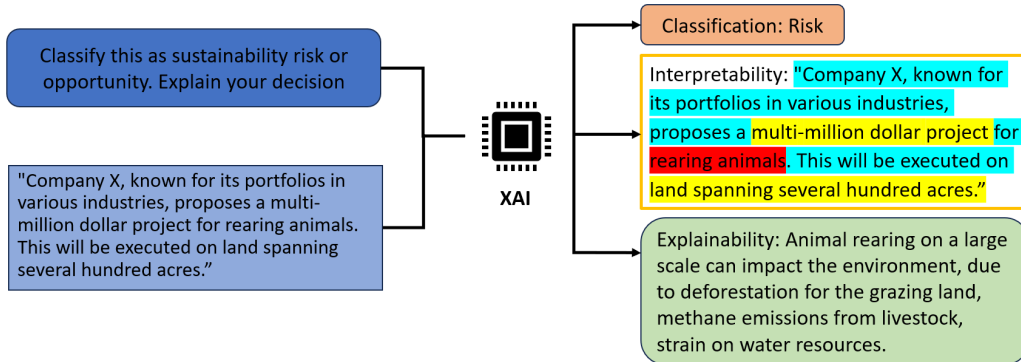 Classify this as sustainability risk or
opportunity. Explain your decision
"Company X, known for its portfolios in
various industries, proposes a multi-
million dollar project for rearing animals.
This will be executed on land spanning
several hundred acres.”
XAI
Classification: Risk
Interpretability: "Company X, known for
its portfolios in various industries,
proposes a multi-million dollar project for
rearing animals. This will be executed on
land spanning several hundred acres.”
Explainability: Animal rearing on a large
scale can impact the environment, due
to deforestation for the grazing land,
methane emissions from livestock,
strain on water resources.